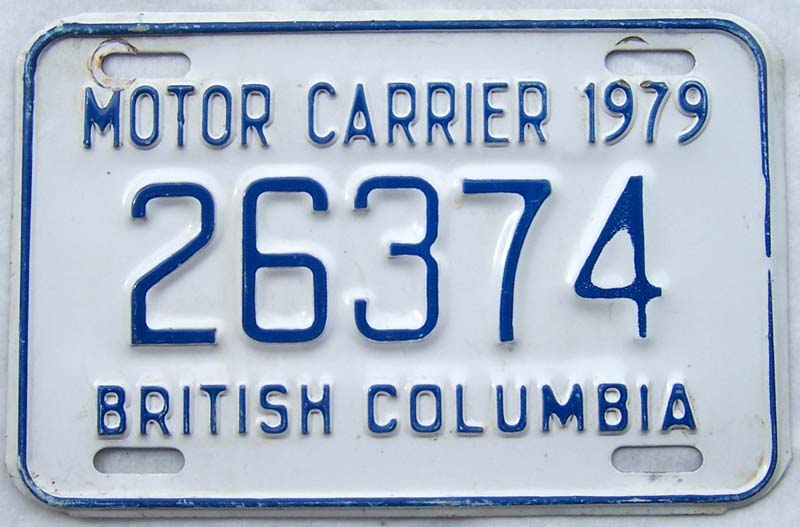 MOTOR CARRIER 1979
26374
BRITISH COLUMBIA